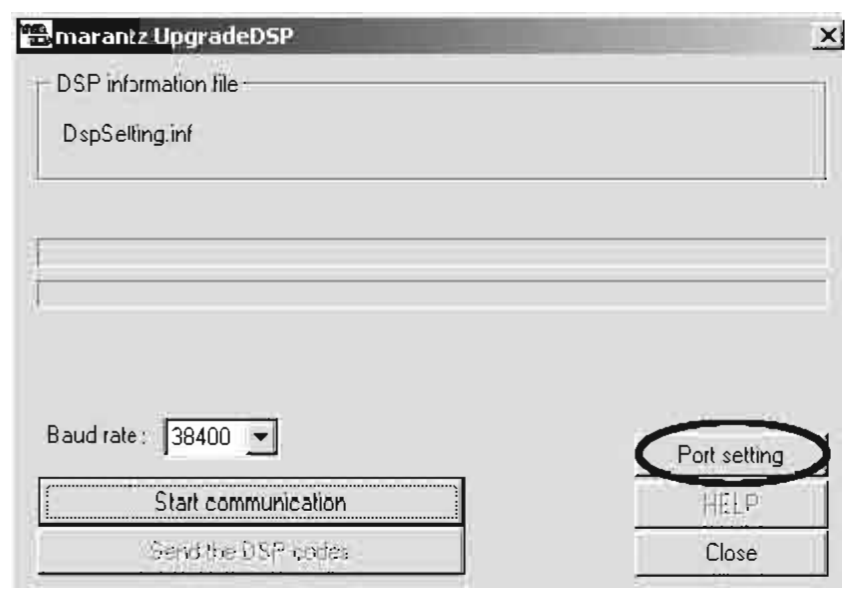 marantz UpgradeDSP
DSP information file
DspSetting.inf
Baud rate: 38400
Port setting
Start communication
HELP
Send the DSP codes
Close